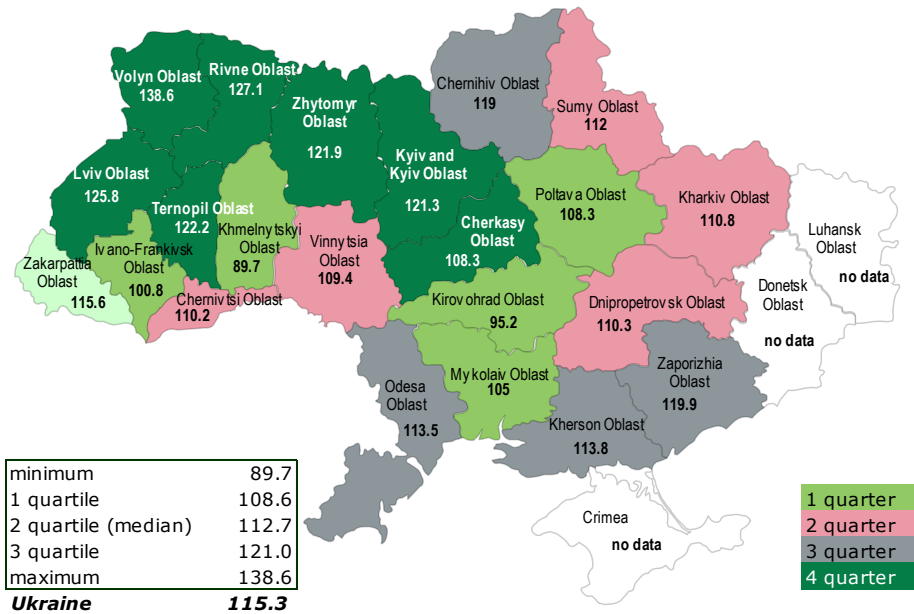 Volyn Oblast
138.6
Rivne Oblast
127.1
Zhytomyr
Oblast
121.9
Chernihiv Oblast
119
Sumy Oblast
112
Kyiv and
Kyiv Oblast
121.3
Lviv Oblast
125.8
Ternopil Oblast
122.2
Khmelnytskyi
Oblast
89.7
Poltava Oblast
108.3
Kharkiv Oblast
110.8
Cherkasy
Oblast
108.3
Vinnytsia
Oblast
109.4
Luhansk
Oblast
no data
Zakarpattia
Oblast
115.6
Ivano-Frankivsk
Oblast
100.8
Chernivtsi Oblast
110.2
Kirovohrad Oblast
95.2
Dnipropetrovsk Oblast
110.3
Donetsk
Oblast
no data
Odesa
Oblast
113.5
Mykolaiv Oblast
105
Zaporizhia
Oblast
119.9
Kherson Oblast
113.8
Crimea
no data
minimum 89.7
1 quartile 108.6
2 quartile (median) 112.7
3 quartile 121.0
maximum 138.6
Ukraine 115.3
1 quarter
2 quarter
3 quarter
4 quarter